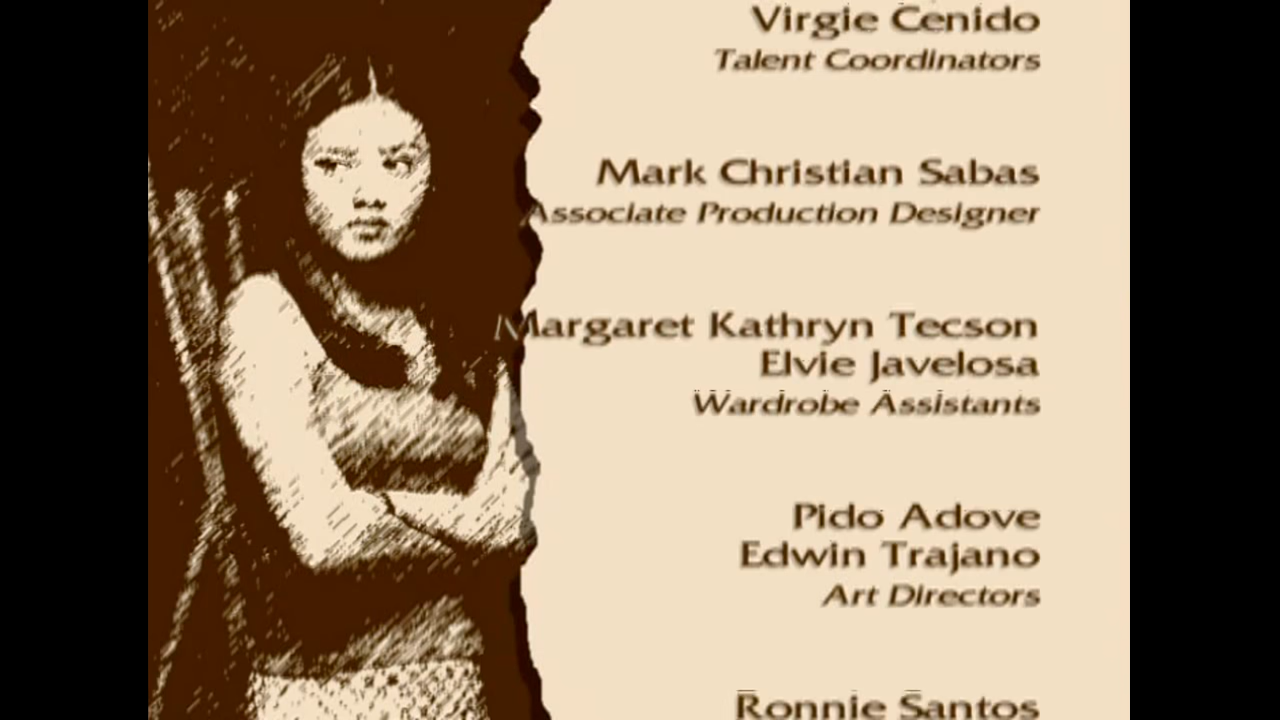 Virgie Cenido
Talent Coordinators
Mark Christian Sabas
Associate Production Designer
Margaret Kathryn Tecson
Elvie Javelosa
Wardrobe Assistants
Pido Adove
Edwin Trajano
Art Directors
Ronnie Santos